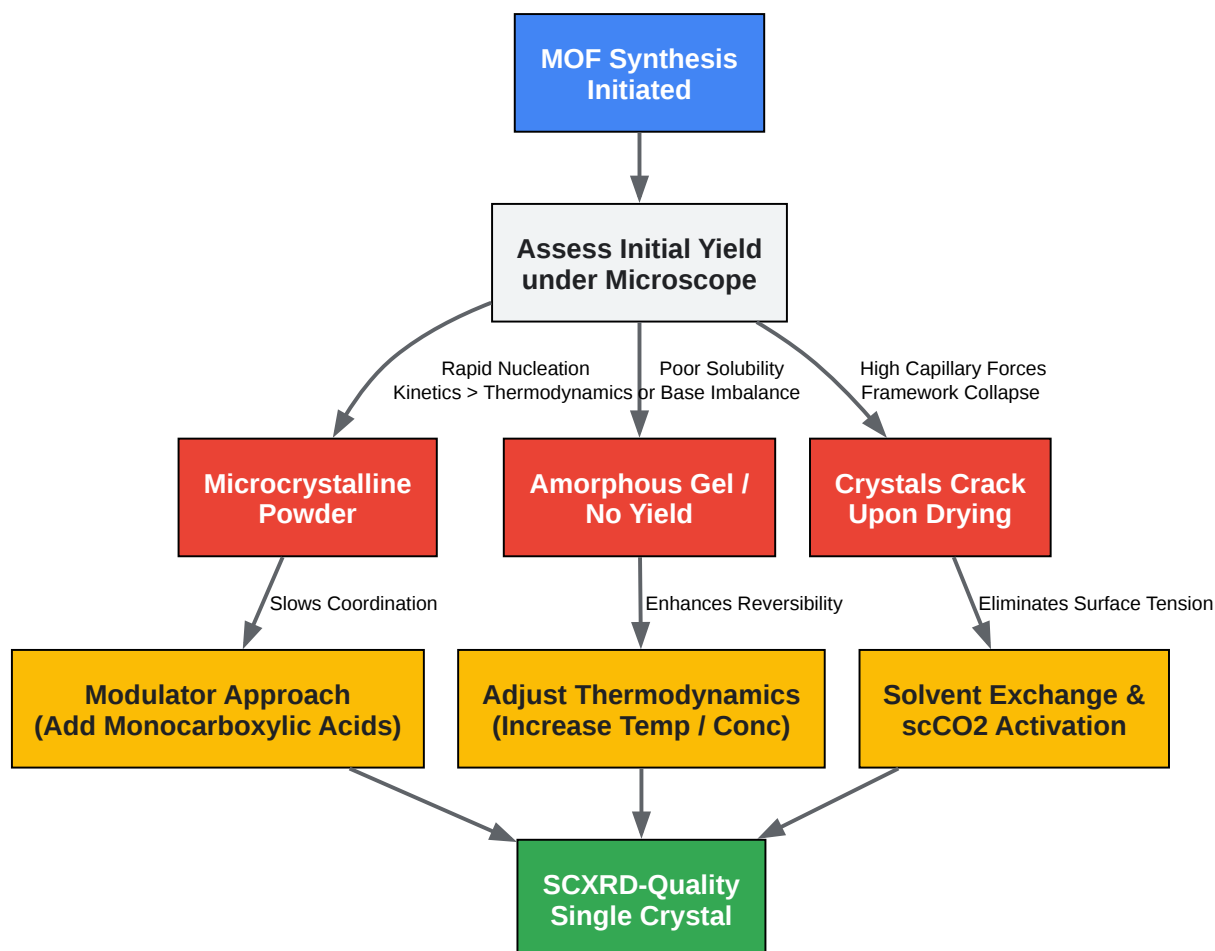 MOF Synthesis
Initiated
Assess Initial Yield
under Microscope
Rapid Nucleation
Kinetics > Thermodynamics
Poor Solubility
or Base Imbalance
High Capillary Forces
Framework Collapse
Microcrystalline
Powder
Amorphous Gel /
No Yield
Crystals Crack
Upon Drying
Slows Coordination
Enhances Reversibility
Eliminates Surface Tension
Modulator Approach
(Add Monocarboxylic Acids)
Adjust Thermodynamics
(Increase Temp / Conc)
Solvent Exchange &
scCO2 Activation
SCXRD-Quality
Single Crystal